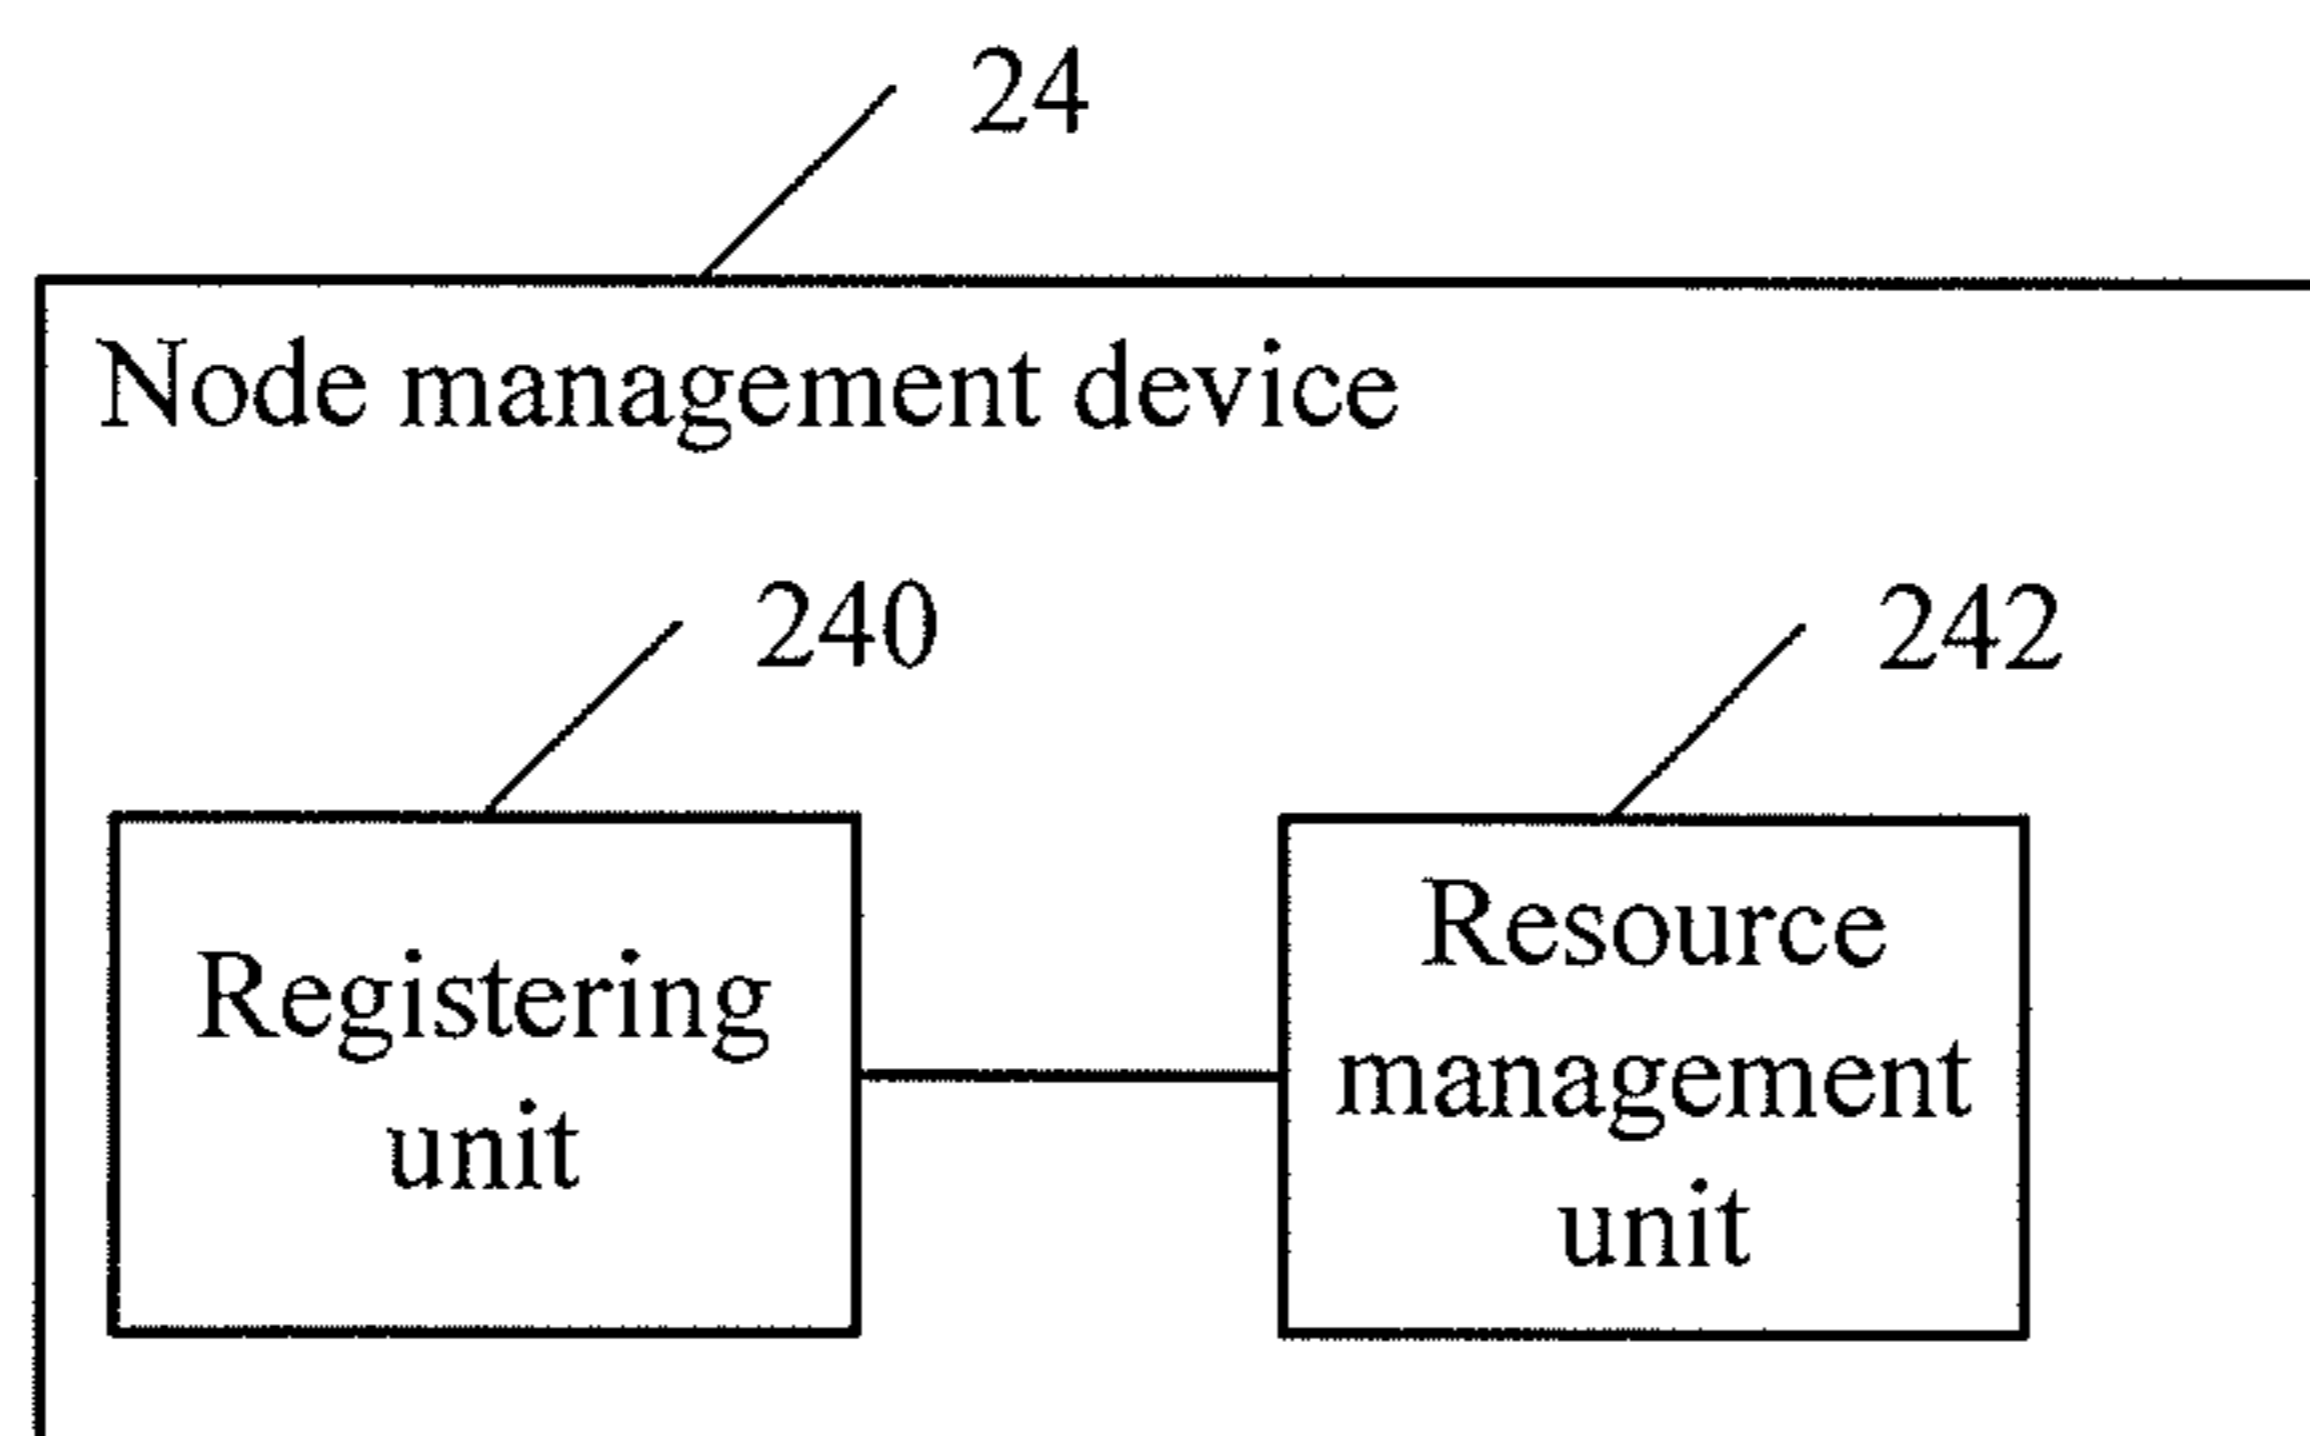 24
Node management device
240
242
Registering
unit
Resource
management
unit